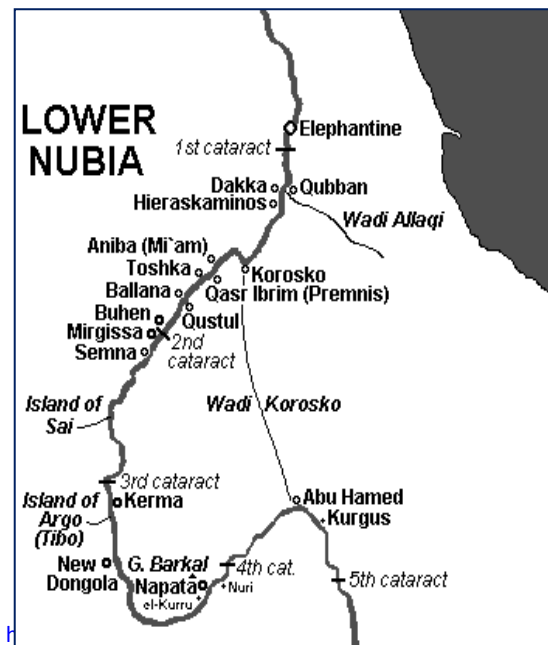 LOWER
NUBIA
Elephantine
1st cataract
Dakka
Qubban
Hieraskaminos
Wadi Allaqi
Aniba (Mi`am)
Toshka
Korosko
Ballana
Qasr Ibrim (Premnis)
Buhen
Qustul
Mirgissa
2nd
cataract
Semna
Island of
Sai
Wadi Korosko
3rd cataract
Island of
Argo
(Tibo)
Kerma
Abu Hamed
Kurgus
New
Dongola
G. Barkal
4th cat.
Napata
Nuri
5th cataract
el-Kurru
h